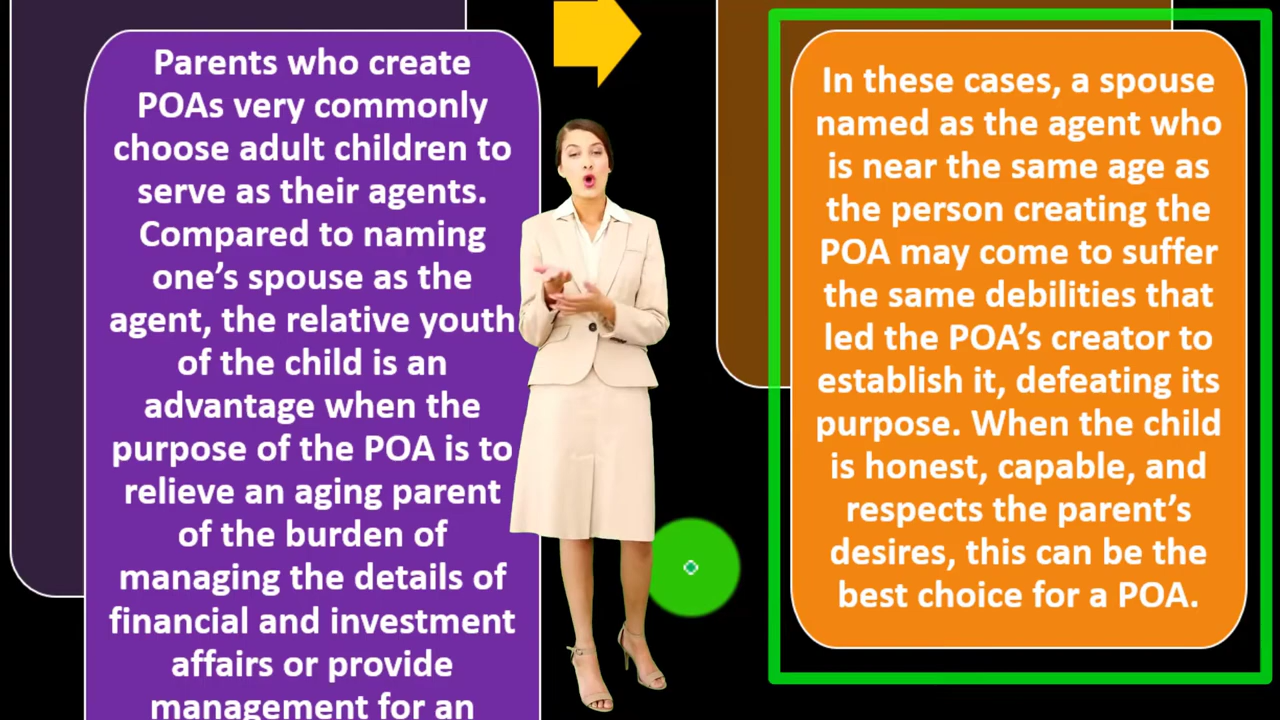 Parents who create
POAs very commonly
choose adult children to
serve as their agents.
Compared to naming
one’s spouse as the
agent, the relative youth
of the child is an
advantage when the
purpose of the POA is to
relieve an aging parent
of the burden of
managing the details of
financial and investment
affairs or provide
management for an
In these cases, a spouse
named as the agent who
is near the same age as
the person creating the
POA may come to suffer
the same debilities that
led the POA’s creator to
establish it, defeating its
purpose. When the child
is honest, capable, and
respects the parent’s
desires, this can be the
best choice for a POA.